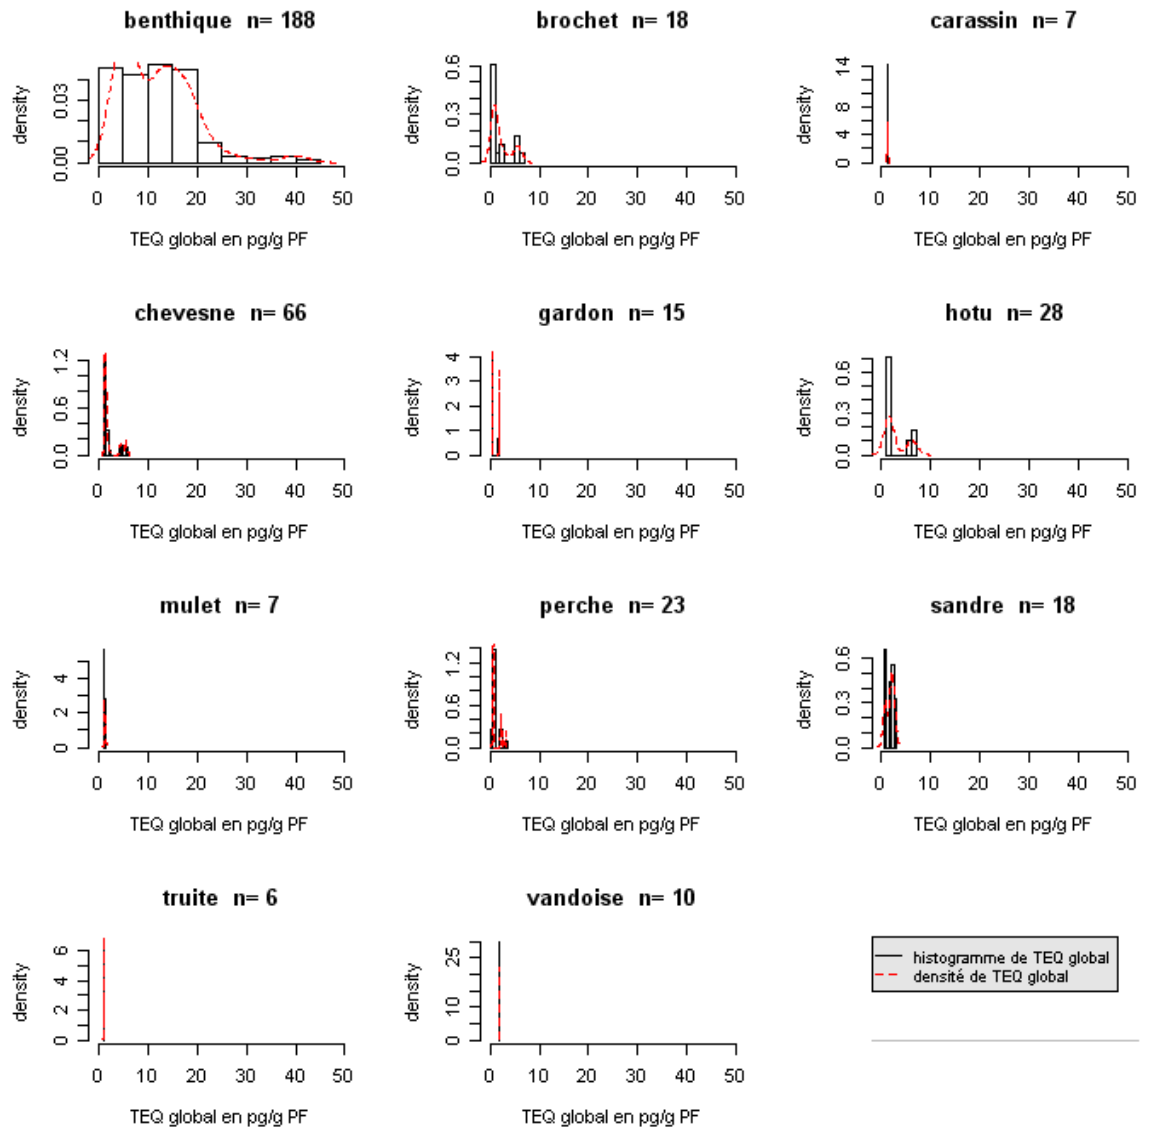 benthique n= 188
density
0.00 0.03
0 10 20 30 40 50
TEQ global en pg/g PF
brochet n= 18
density
0.0 0.3 0.6
0 10 20 30 40 50
TEQ global en pg/g PF
carassin n= 7
density
0 4 8 14
0 10 20 30 40 50
TEQ global en pg/g PF
chevesne n= 66
density
0.0 0.6 1.2
0 10 20 30 40 50
TEQ global en pg/g PF
gardon n= 15
density
0 1 2 3 4
0 10 20 30 40 50
TEQ global en pg/g PF
hotu n= 28
density
0.0 0.3 0.6
0 10 20 30 40 50
TEQ global en pg/g PF
mulet n= 7
density
0 2 4
0 10 20 30 40 50
TEQ global en pg/g PF
perche n= 23
density
0.0 0.6 1.2
0 10 20 30 40 50
TEQ global en pg/g PF
sandre n= 18
density
0.0 0.3 0.6
0 10 20 30 40 50
TEQ global en pg/g PF
truite n= 6
density
0 2 4 6
0 10 20 30 40 50
TEQ global en pg/g PF
vandoise n= 10
density
0 10 25
0 10 20 30 40 50
TEQ global en pg/g PF
histogramme de TEQ global
densité de TEQ global